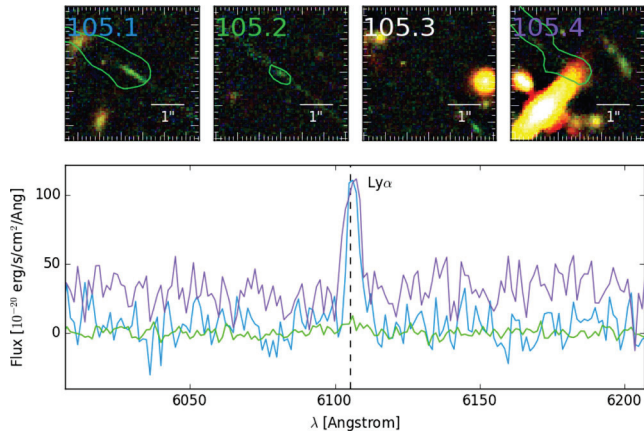 105.1 105.2 105.3 105.4
1" 1" 1" 1"
Lyα
100
50
0
Flux [10⁻²⁰ erg/s/cm²/Ang]
6050 6100 6150 6200
λ [Angstrom]